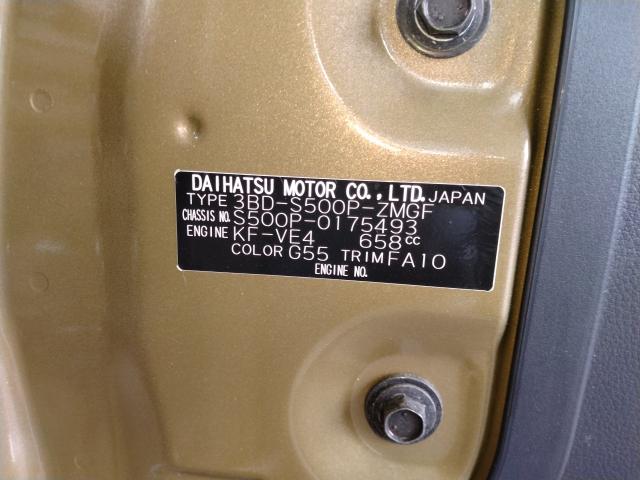 DAIHATSU MOTOR CO.,LTD. JAPAN
TYPE 3BD-S500P-ZMGF
CHASSIS NO. S500P-0175493
ENGINE KF-VE4 658cc
COLOR G55 TRIM FA10
ENGINE NO.